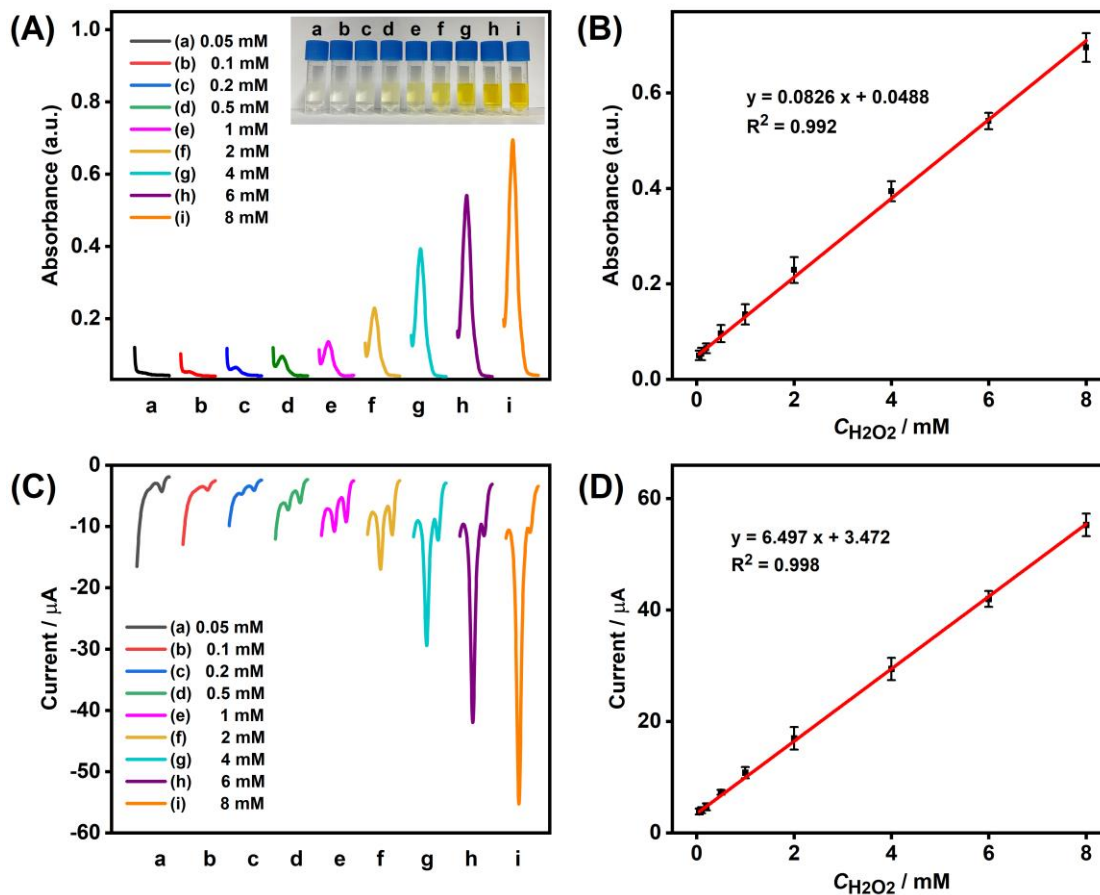 (A)
1.0
0.8
0.6
0.4
0.2
Absorbance (a.u.)
(a) 0.05 mM
(b) 0.1 mM
(c) 0.2 mM
(d) 0.5 mM
(e) 1 mM
(f) 2 mM
(g) 4 mM
(h) 6 mM
(i) 8 mM
a b c d e f g h i
a b c d e f g h i
(B)
0.6
0.4
0.2
0.0
Absorbance (a.u.)
y = 0.0826 x + 0.0488
R² = 0.992
0 2 4 6 8
C H2O2 / mM
(C)
0
-10
-20
-30
-40
-50
-60
Current / μA
(a) 0.05 mM
(b) 0.1 mM
(c) 0.2 mM
(d) 0.5 mM
(e) 1 mM
(f) 2 mM
(g) 4 mM
(h) 6 mM
(i) 8 mM
a b c d e f g h i
(D)
60
40
20
0
Current / μA
y = 6.497 x + 3.472
R² = 0.998
0 2 4 6 8
C H2O2 / mM